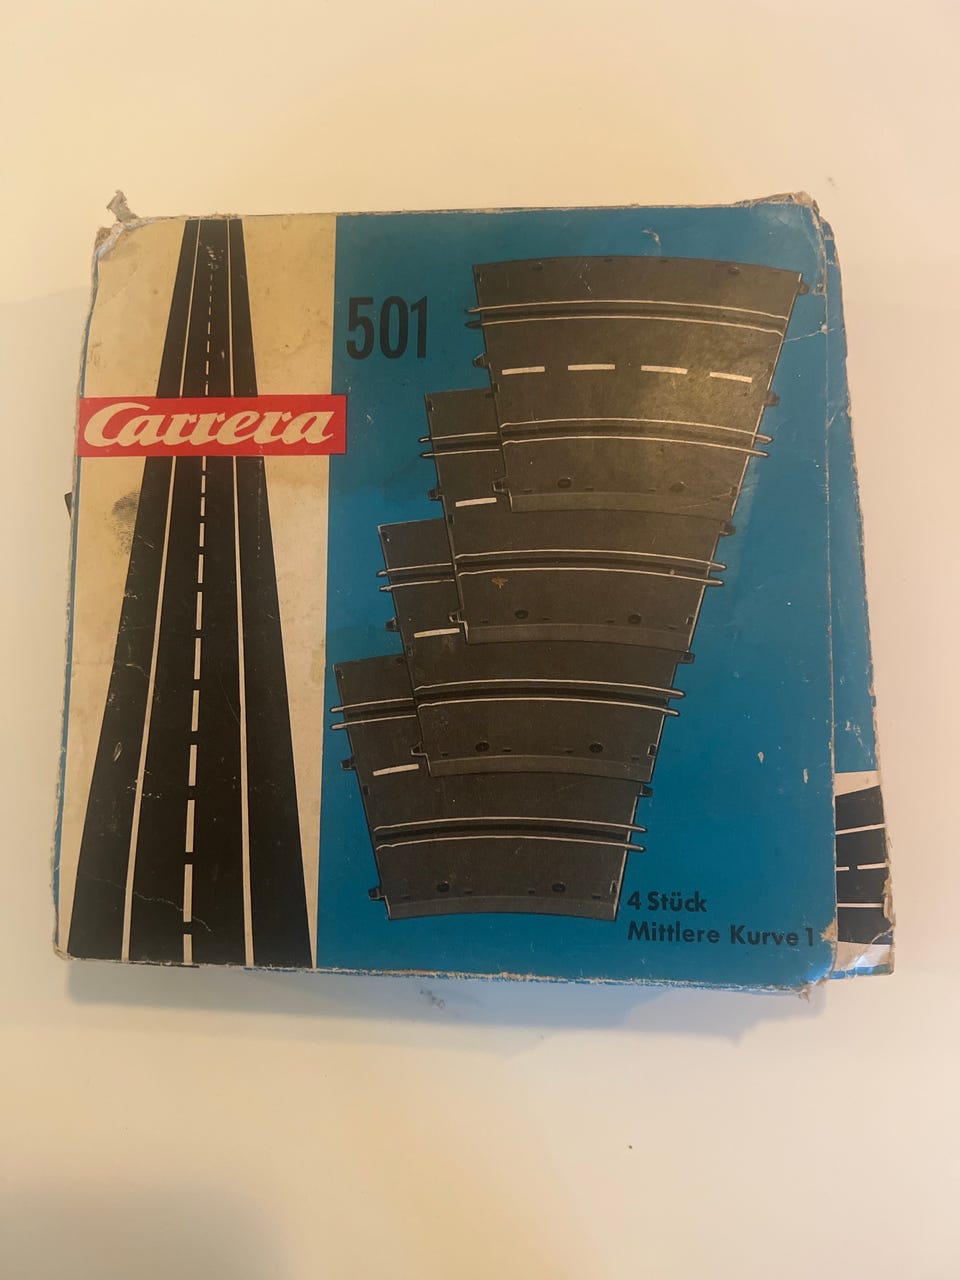 501
Carrera
4 Stück
Mittlere Kurve 1